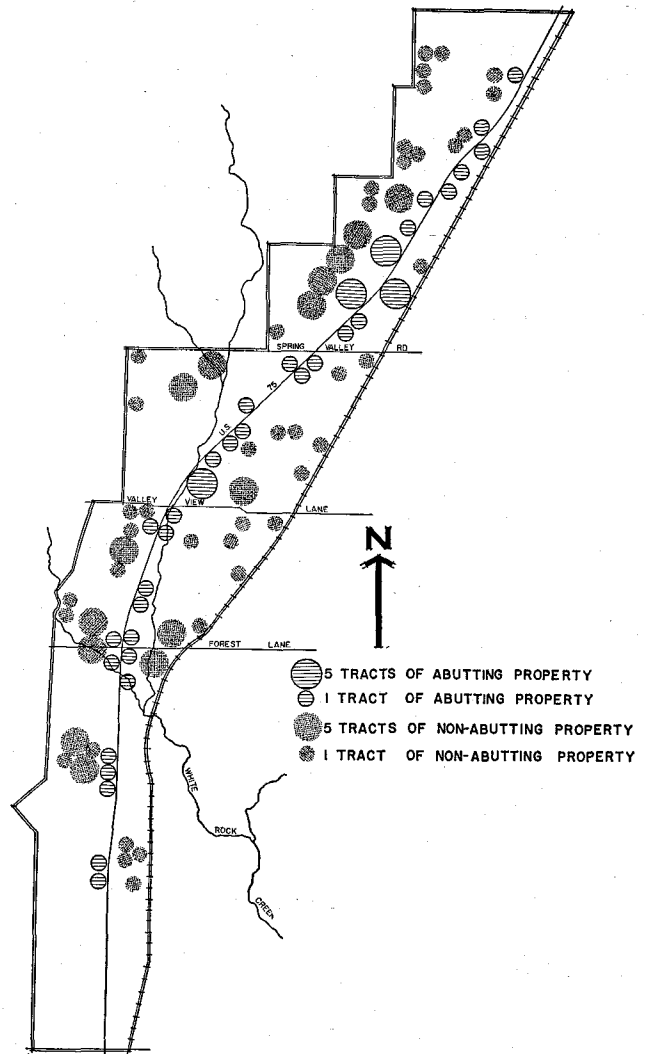 SPRING VALLEY RD
U.S. 75
VALLEY VIEW LANE
N
FOREST LANE
5 TRACTS OF ABUTTING PROPERTY
1 TRACT OF ABUTTING PROPERTY
5 TRACTS OF NON-ABUTTING PROPERTY
1 TRACT OF NON-ABUTTING PROPERTY
WHITE
ROCK
CREEK